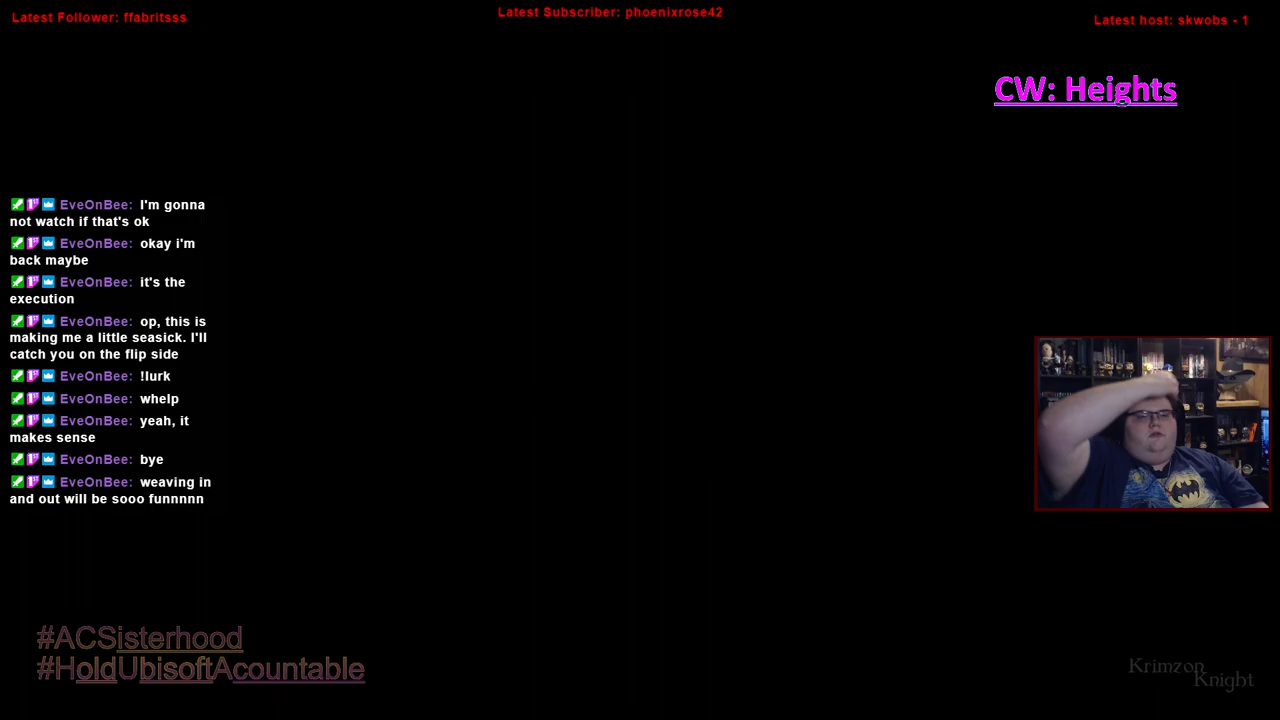 Latest Follower: ffabritsss
Latest Subscriber: phoenixrose42
Latest host: skwobs - 1
CW: Heights
EveOnBee: I'm gonna
not watch if that's ok
EveOnBee: okay i'm
back maybe
EveOnBee: it's the
execution
EveOnBee: op, this is
making me a little seasick. I'll
catch you on the flip side
EveOnBee: !lurk
EveOnBee: whelp
EveOnBee: yeah, it
makes sense
EveOnBee: bye
EveOnBee: weaving in
and out will be sooo funnnnn
#ACSisterhood
#HoldUbisoftAcountable
Krimzon
Knight